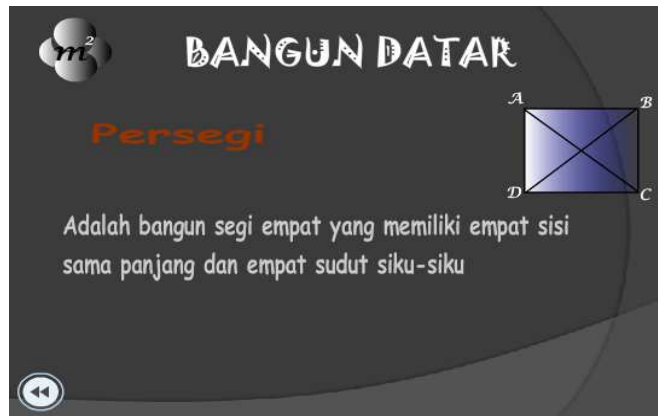 m²
BANGUN DATAR
Persegi
A
B
D
C
Adalah bangun segi empat yang memiliki empat sisi
sama panjang dan empat sudut siku-siku